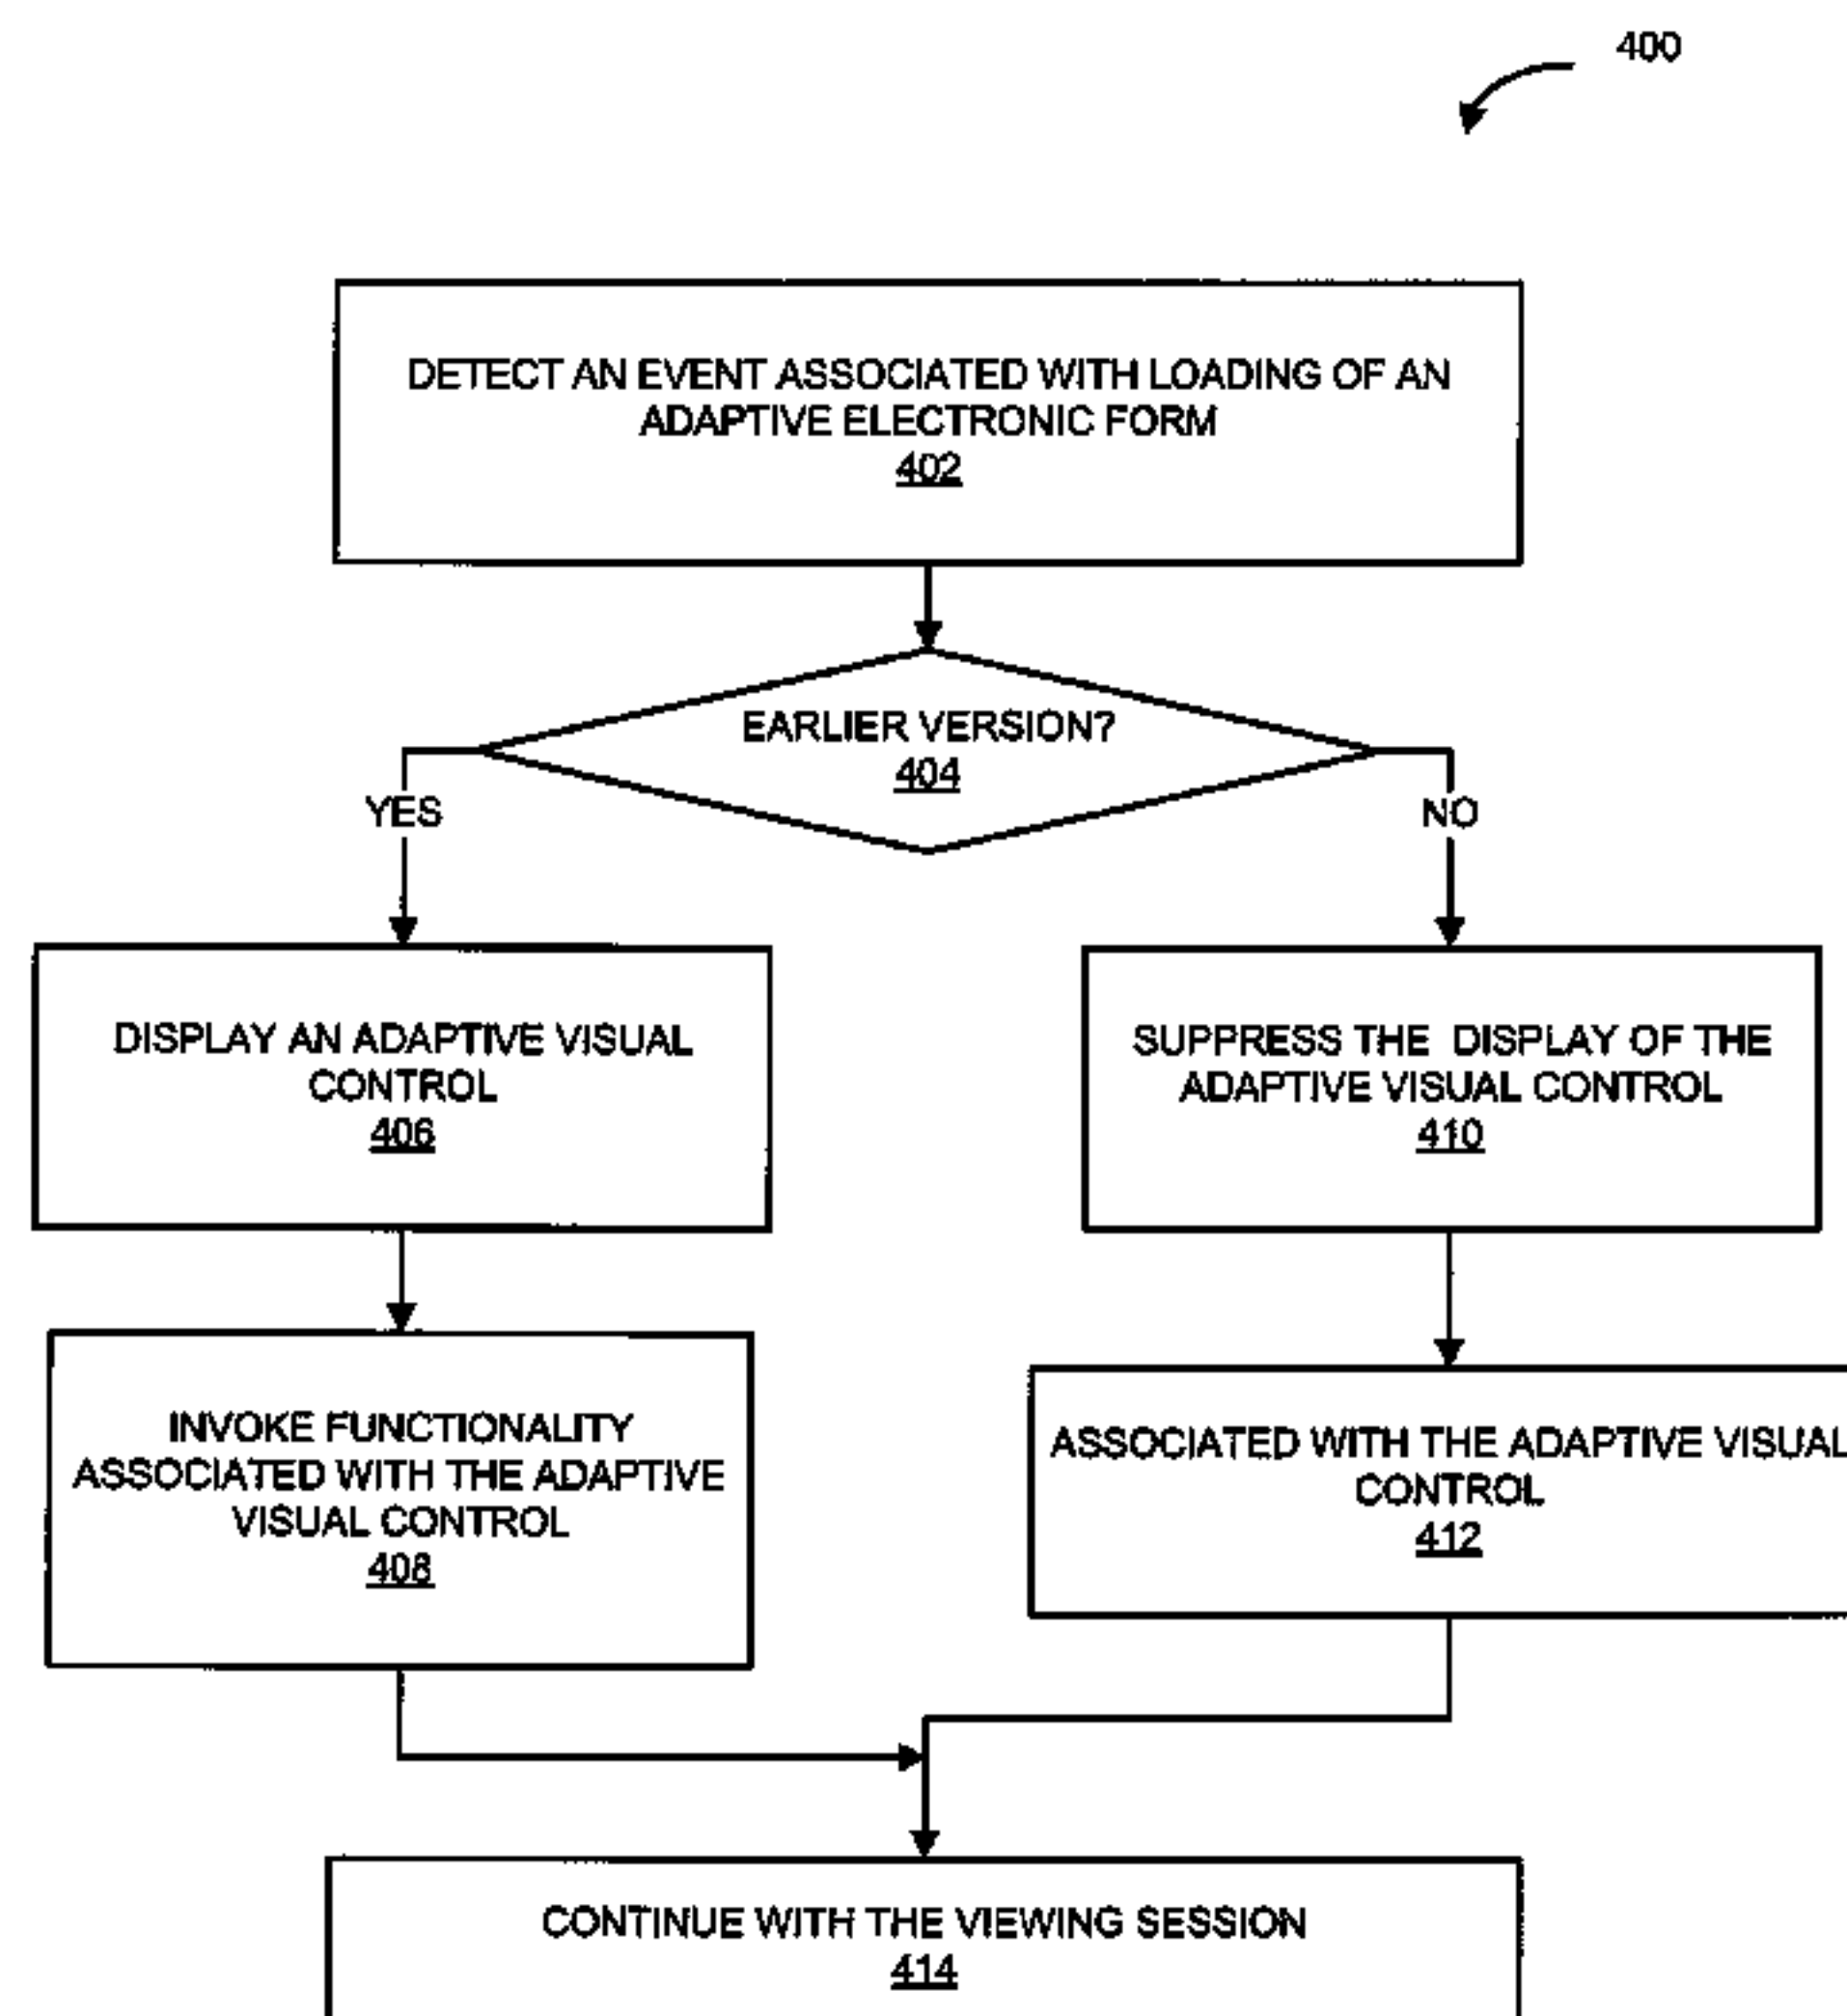 400
DETECT AN EVENT ASSOCIATED WITH LOADING OF AN
ADAPTIVE ELECTRONIC FORM
402
EARLIER VERSION?
404
YES
NO
DISPLAY AN ADAPTIVE VISUAL
CONTROL
406
SUPPRESS THE DISPLAY OF THE
ADAPTIVE VISUAL CONTROL
410
INVOKE FUNCTIONALITY
ASSOCIATED WITH THE ADAPTIVE
VISUAL CONTROL
408
ASSOCIATED WITH THE ADAPTIVE VISUAL
CONTROL
412
CONTINUE WITH THE VIEWING SESSION
414